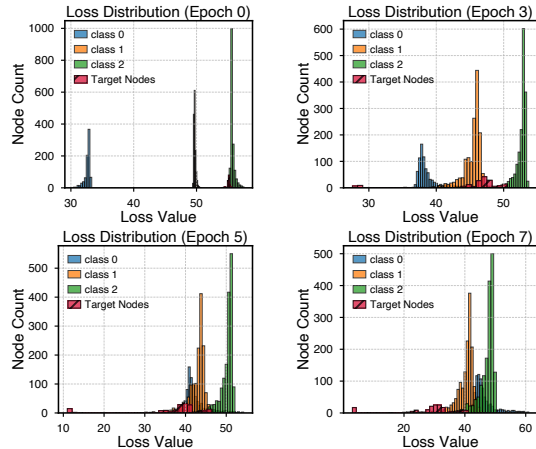 Loss Distribution (Epoch 0)
Node Count
1000
800
600
400
200
0
class 0
class 1
class 2
Target Nodes
30 40 50
Loss Value
Loss Distribution (Epoch 3)
Node Count
600
500
400
300
200
100
0
class 0
class 1
class 2
Target Nodes
30 40 50
Loss Value
Loss Distribution (Epoch 5)
Node Count
500
400
300
200
100
0
class 0
class 1
class 2
Target Nodes
10 20 30 40 50
Loss Value
Loss Distribution (Epoch 7)
Node Count
500
400
300
200
100
0
class 0
class 1
class 2
Target Nodes
20 40 60
Loss Value